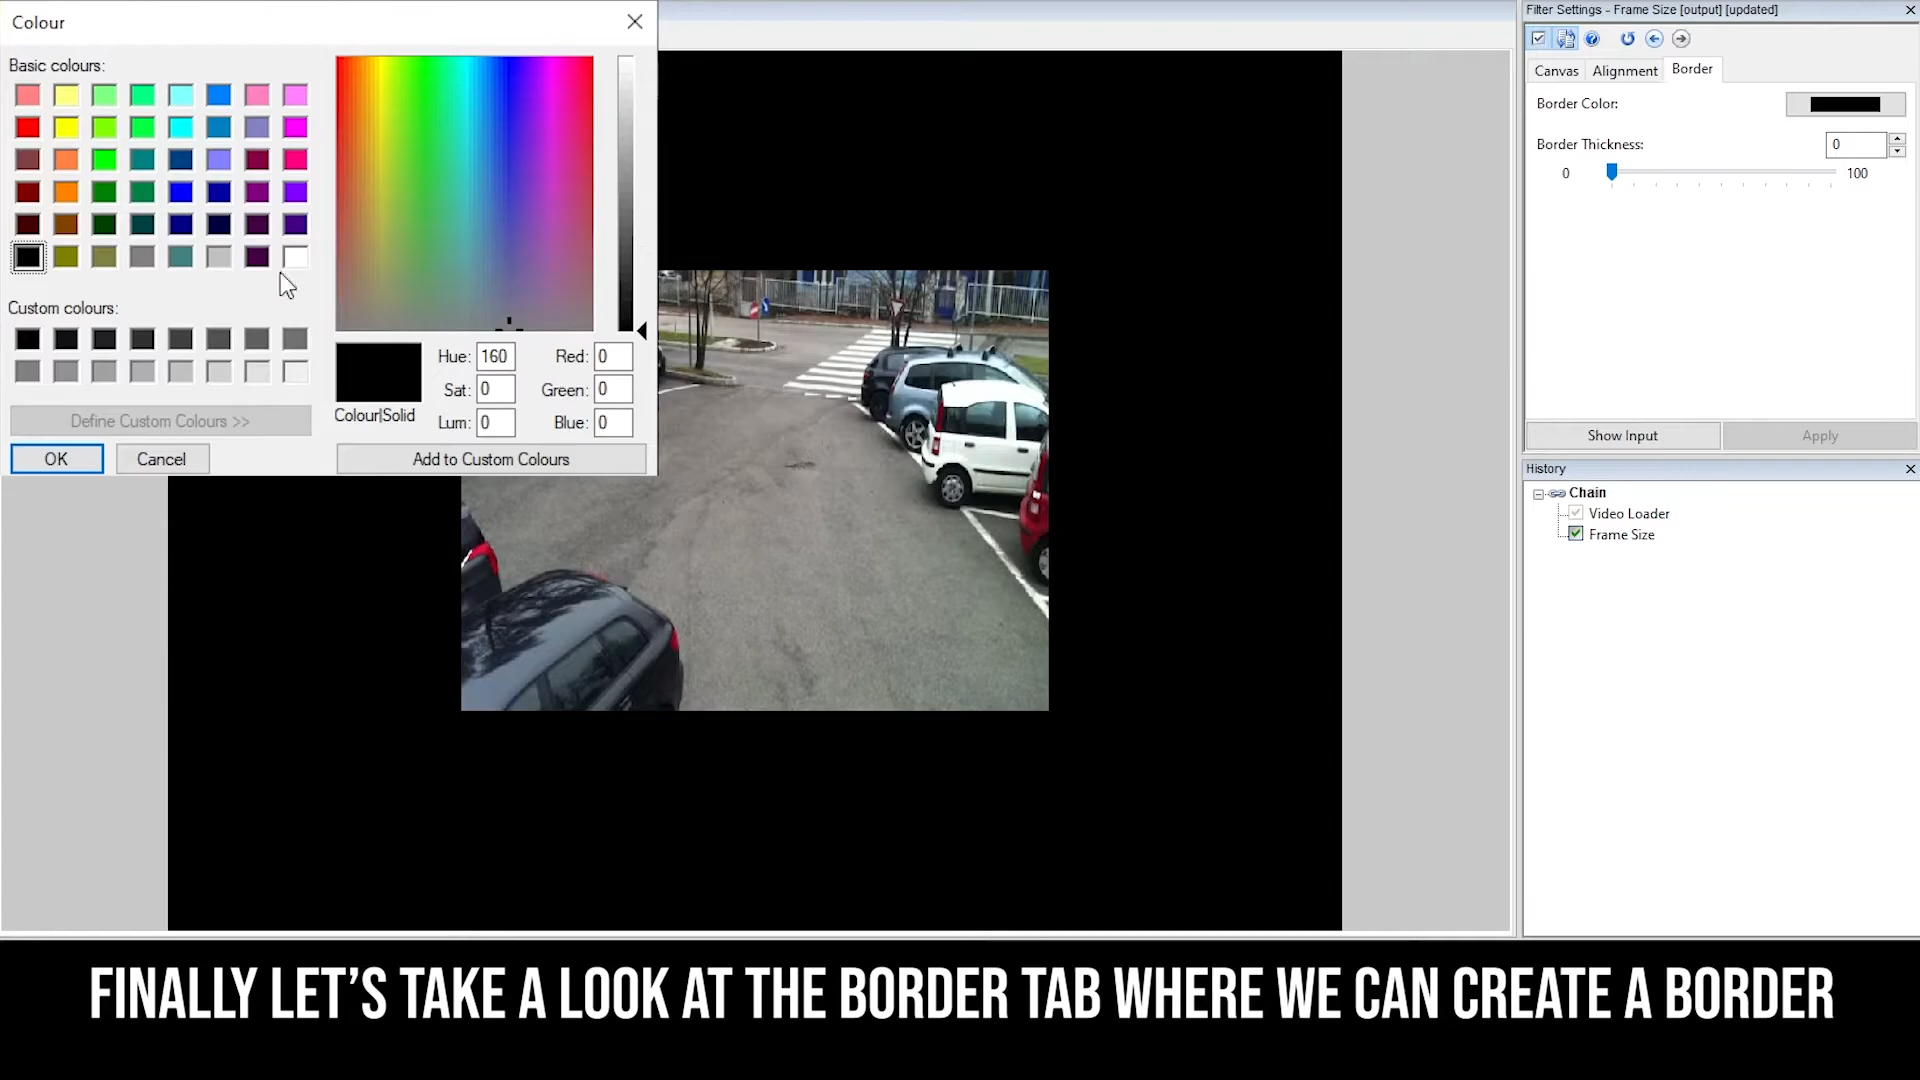 Colour
Basic colours:
Custom colours:
Define Custom Colours >>
OK
Cancel
Hue: 160
Sat: 0
Lum: 0
Red: 0
Green: 0
Blue: 0
Colour|Solid
Add to Custom Colours
Filter Settings - Frame Size [output] [updated]
Canvas
Alignment
Border
Border Color:
Border Thickness:
0
0
100
Show Input
Apply
History
Chain
Video Loader
Frame Size
FINALLY LET'S TAKE A LOOK AT THE BORDER TAB WHERE WE CAN CREATE A BORDER